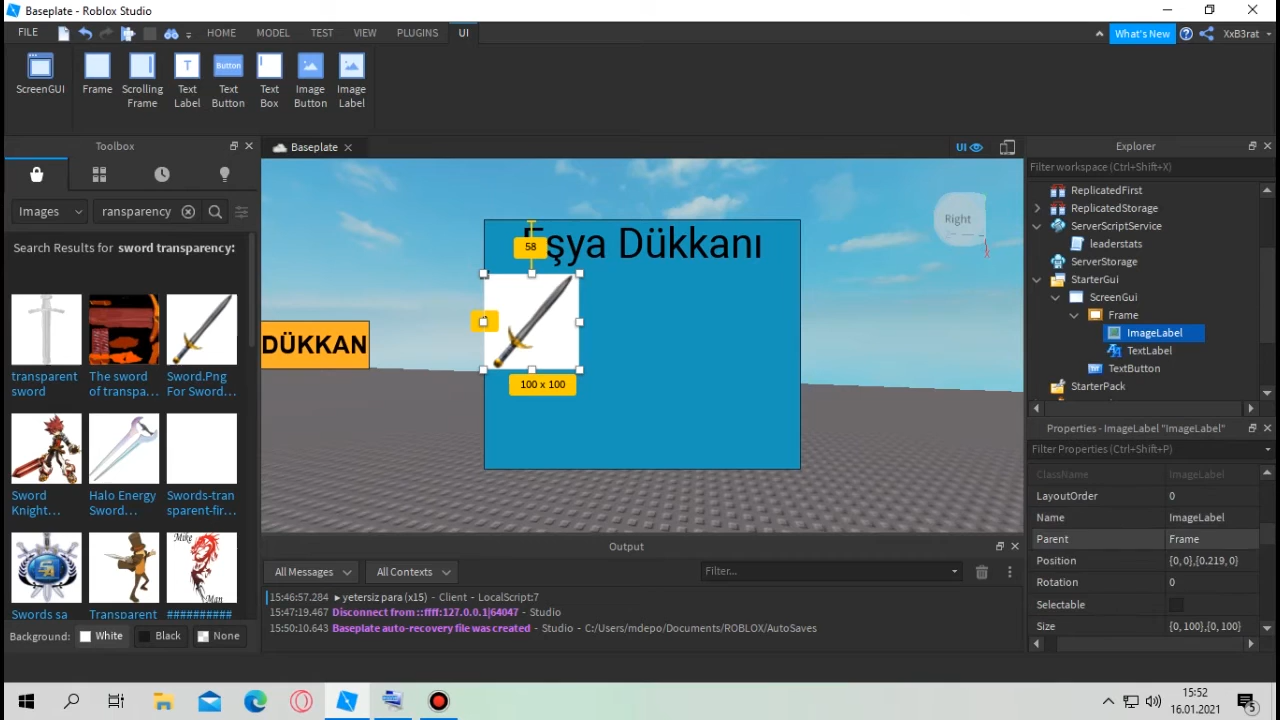 Baseplate - Roblox Studio
FILE HOME MODEL TEST VIEW PLUGINS UI What's New XxB3rat
ScreenGUI Frame Scrolling Frame Text Label Text Button Text Box Image Button Image Label
T Button
Toolbox
Images ransparency
Search Results for sword transparency:
transparent sword
The sword of transpa...
Sword.Png For Sword...
Sword Knight...
Halo Energy Sword...
Swords-tran sparent-fir...
Mike
Man
Swords sa
Transparent
##########
Background: White Black None
Baseplate
UI
Right
Eşya Dükkanı
58
100 x 100
DÜKKAN
Output
All Messages All Contexts Filter...
15:46:57.284 ▸ yetersiz para (x15) - Client - LocalScript:7
15:47:19.467 Disconnect from ::ffff:127.0.0.1|64047 - Studio
15:50:10.643 Baseplate auto-recovery file was created - Studio - C:/Users/mdepo/Documents/ROBLOX/AutoSaves
Explorer
Filter workspace (Ctrl+Shift+X)
ReplicatedFirst
ReplicatedStorage
ServerScriptService
leaderstats
ServerStorage
StarterGui
ScreenGui
Frame
ImageLabel
TextLabel
TextButton
StarterPack
Properties - ImageLabel "ImageLabel"
Filter Properties (Ctrl+Shift+P)
ClassName ImageLabel
LayoutOrder 0
Name ImageLabel
Parent Frame
Position {0, 0},{0.219, 0}
Rotation 0
Selectable
Size {0, 100},{0, 100}
15:52
16.01.2021
5